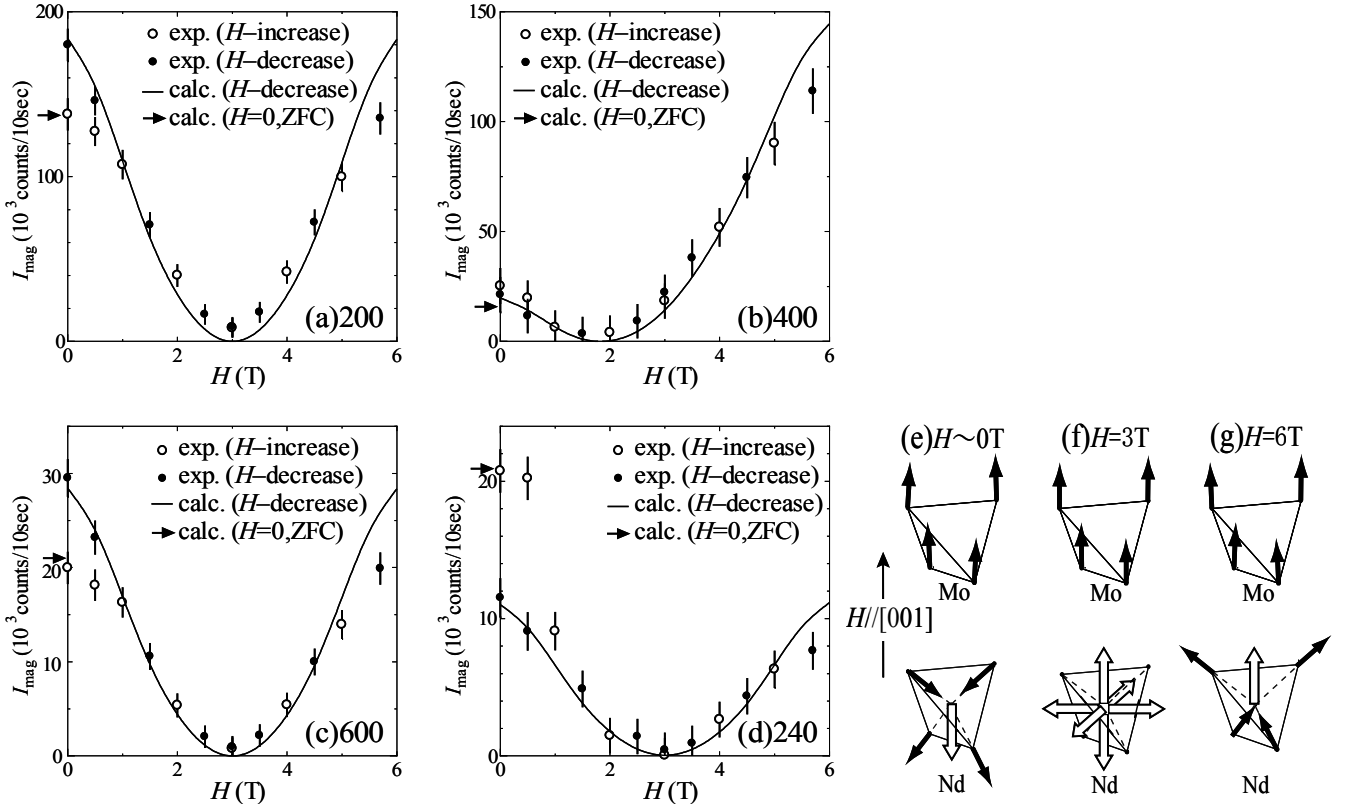 200
exp. (H–increase)
exp. (H–decrease)
calc. (H–decrease)
calc. (H=0,ZFC)
100
Imag (10 3 counts/10sec)
(a)200
0
0 2 4 6
H (T)
150
exp. (H–increase)
exp. (H–decrease)
calc. (H–decrease)
calc. (H=0,ZFC)
100
50
Imag (10 3 counts/10sec)
(b)400
0
0 2 4 6
H (T)
exp. (H–increase)
exp. (H–decrease)
calc. (H–decrease)
calc. (H=0,ZFC)
30
20
10
Imag (10 3 counts/10sec)
(c)600
0
0 2 4 6
H (T)
exp. (H–increase)
exp. (H–decrease)
calc. (H–decrease)
calc. (H=0,ZFC)
20
10
Imag (10 3 counts/10sec)
(d)240
0
0 2 4 6
H (T)
(e)H~0T (f)H=3T (g)H=6T
Mo Mo Mo
H//[001]
Nd Nd Nd